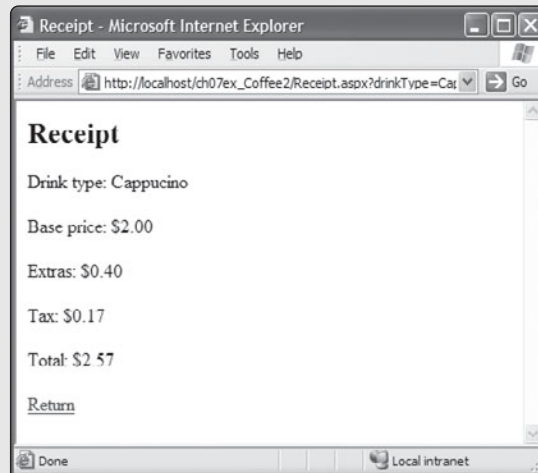 Receipt - Microsoft Internet Explorer
File Edit View Favorites Tools Help
Address http://localhost/ch07ex_Coffee2/Receipt.aspx?drinkType=Cap Go
Receipt
Drink type: Cappucino
Base price: $2.00
Extras: $0.40
Tax: $0.17
Total: $2.57
Return
Done Local intranet